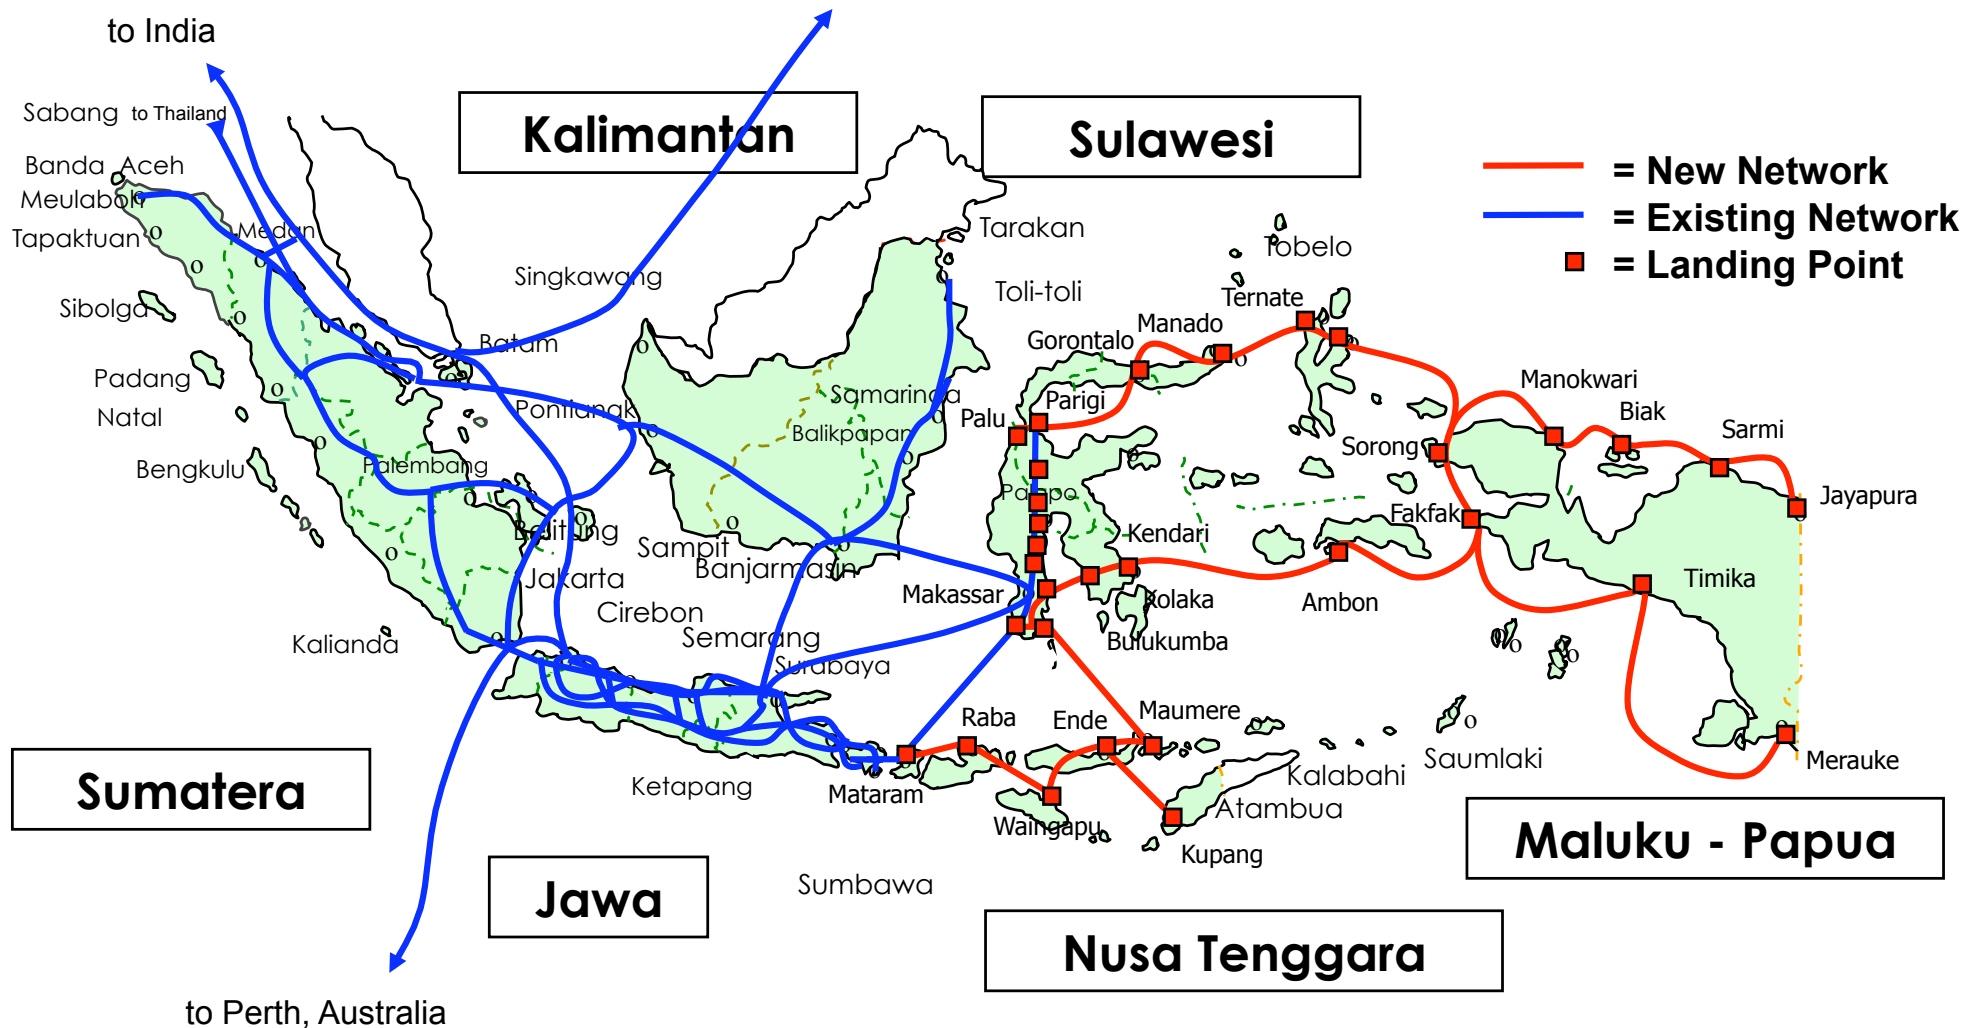 to India
Sabang
to Thailand
Kalimantan
Sulawesi
Banda Aceh
Meulaboh
= New Network
= Existing Network
= Landing Point
Tapaktuan
Medan
Tarakan
Tobelo
Singkawang
Toli-toli
Ternate
Sibolga
Manado
Gorontalo
Batam
Padang
Natal
Pontianak
Samarinda
Balikpapan
Palu
Parigi
Manokwari
Biak
Sarmi
Sorong
Bengkulu
Palembang
Palopo
Jayapura
Fakfak
Belitung
Sampit
Banjarmasin
Kendari
Jakarta
Cirebon
Semarang
Surabaya
Makassar
Kolaka
Bulukumba
Ambon
Timika
Kalianda
Raba
Ende
Maumere
Saumlaki
Merauke
Sumatera
Ketapang
Mataram
Waingapu
Kalabahi
Atambua
Kupang
Maluku - Papua
Jawa
Sumbawa
Nusa Tenggara
to Perth, Australia